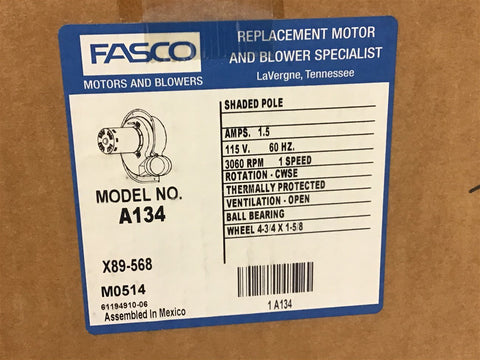 FASCO
MOTORS AND BLOWERS
REPLACEMENT MOTOR
AND BLOWER SPECIALIST
LaVergne, Tennessee
MODEL NO.
A134
X89-568
M0514
61194910-06
Assembled In Mexico
SHADED POLE
AMPS. 1.5
115 V. 60 HZ.
3060 RPM 1 SPEED
ROTATION - CWSE
THERMALLY PROTECTED
VENTILATION - OPEN
BALL BEARING
WHEEL 4-3/4 X 1-5/8
1 A134